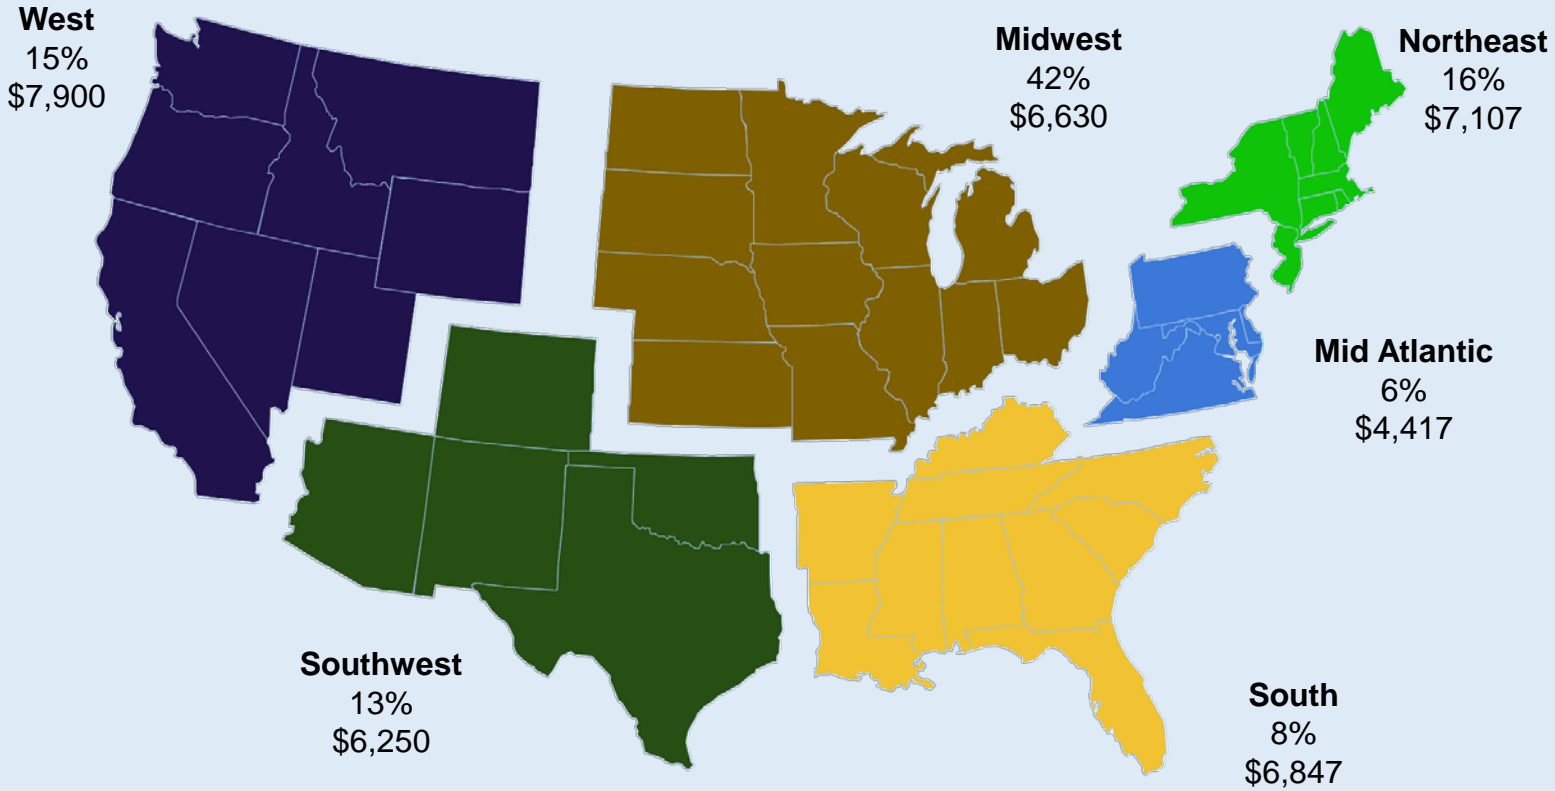 West
15%
$7,900
Midwest
42%
$6,630
Northeast
16%
$7,107
Mid Atlantic
6%
$4,417
Southwest
13%
$6,250
South
8%
$6,847